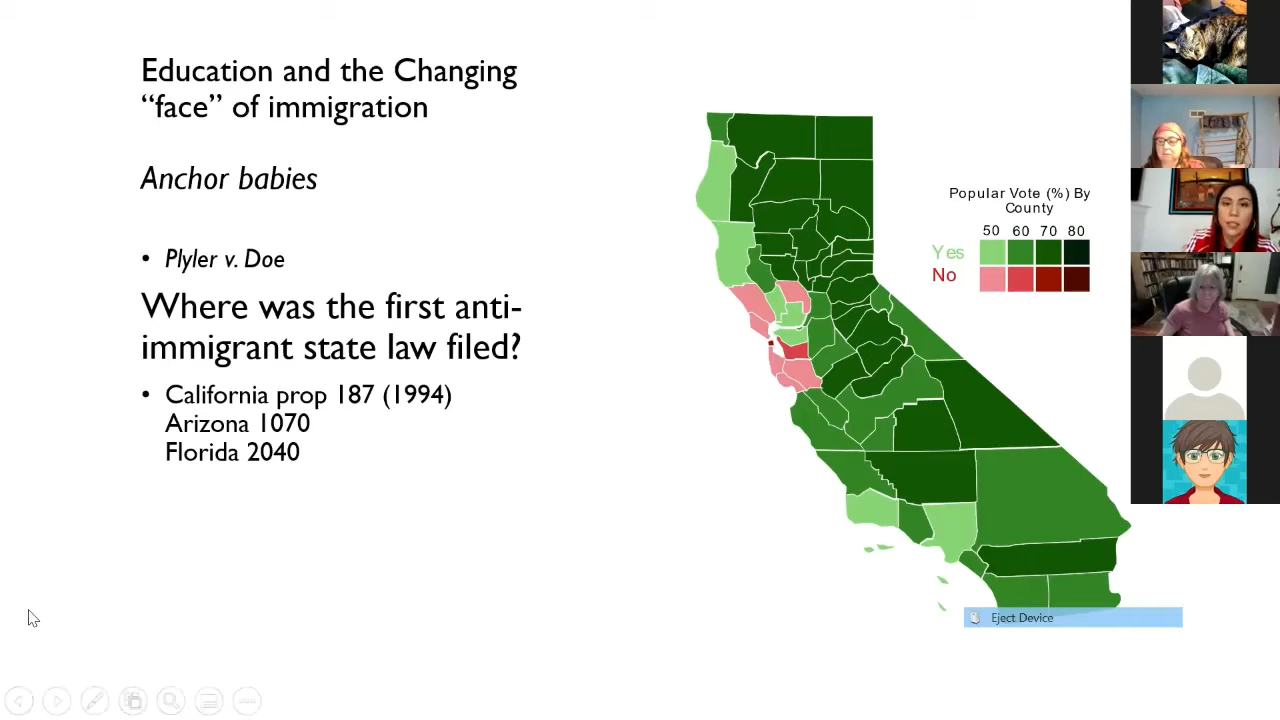 Education and the Changing
“face” of immigration
Anchor babies
• Plyler v. Doe
Where was the first anti-
immigrant state law filed?
• California prop 187 (1994)
Arizona 1070
Florida 2040
Popular Vote (%) By
County
50 60 70 80
Yes
No
Eject Device